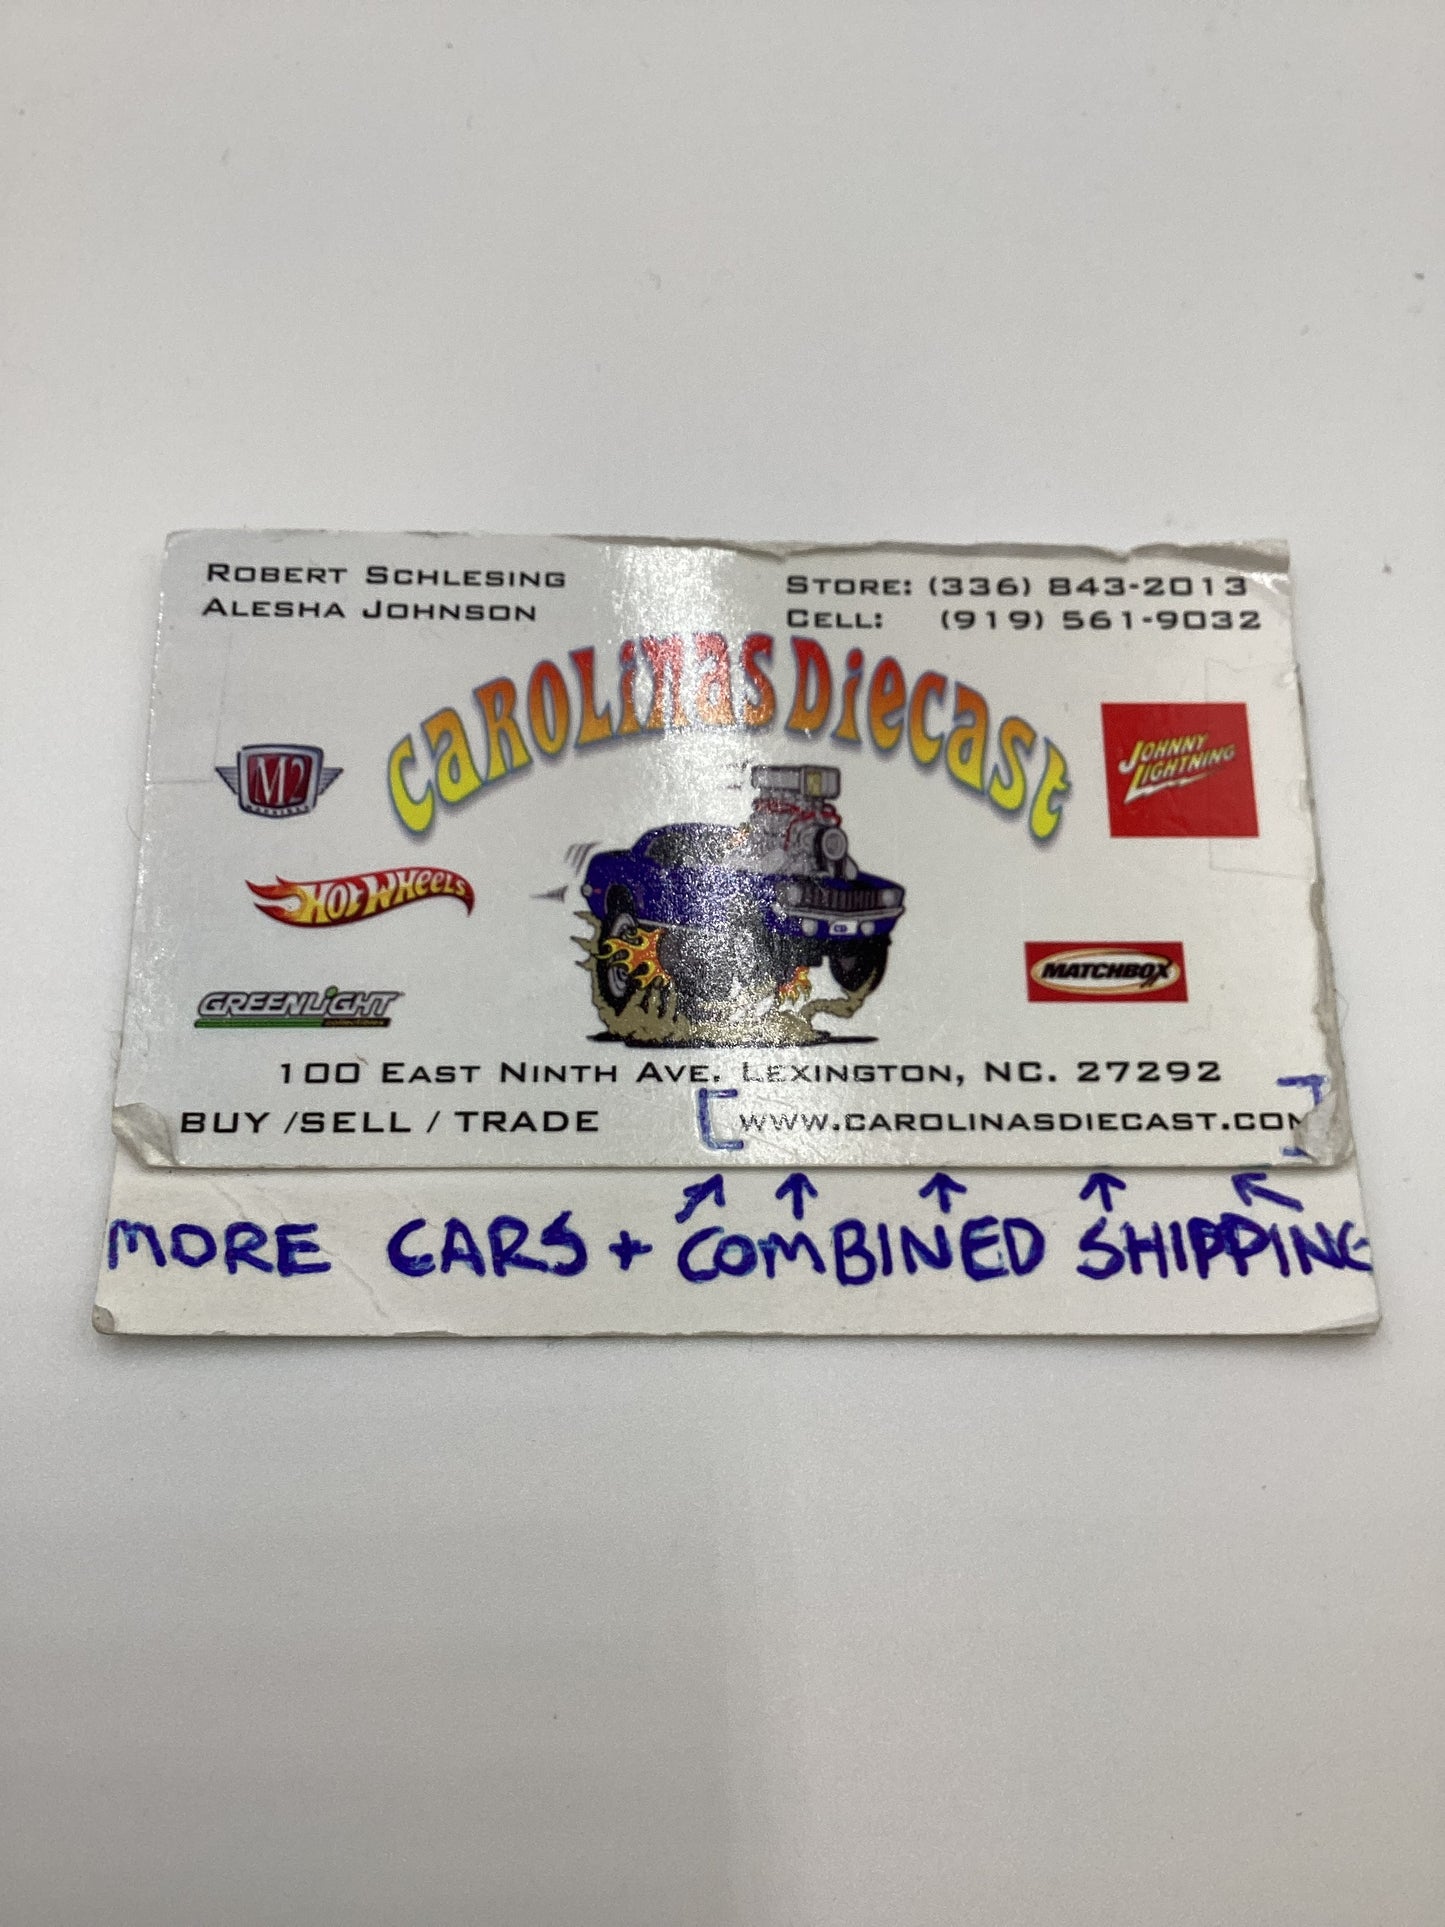 ROBERT SCHLESING
ALESHA JOHNSON
STORE: (336) 843-2013
CELL: (919) 561-9032
CAROLINAS DIECAST
M2
JOHNNY
LIGHTNING
HOT WHEELS
MATCHBOX
GREENLIGHT
CD
100 EAST NINTH AVE. LEXINGTON, NC. 27292
BUY /SELL / TRADE
WWW.CAROLINASDIECAST.COM
MORE CARS + COMBINED SHIPPING